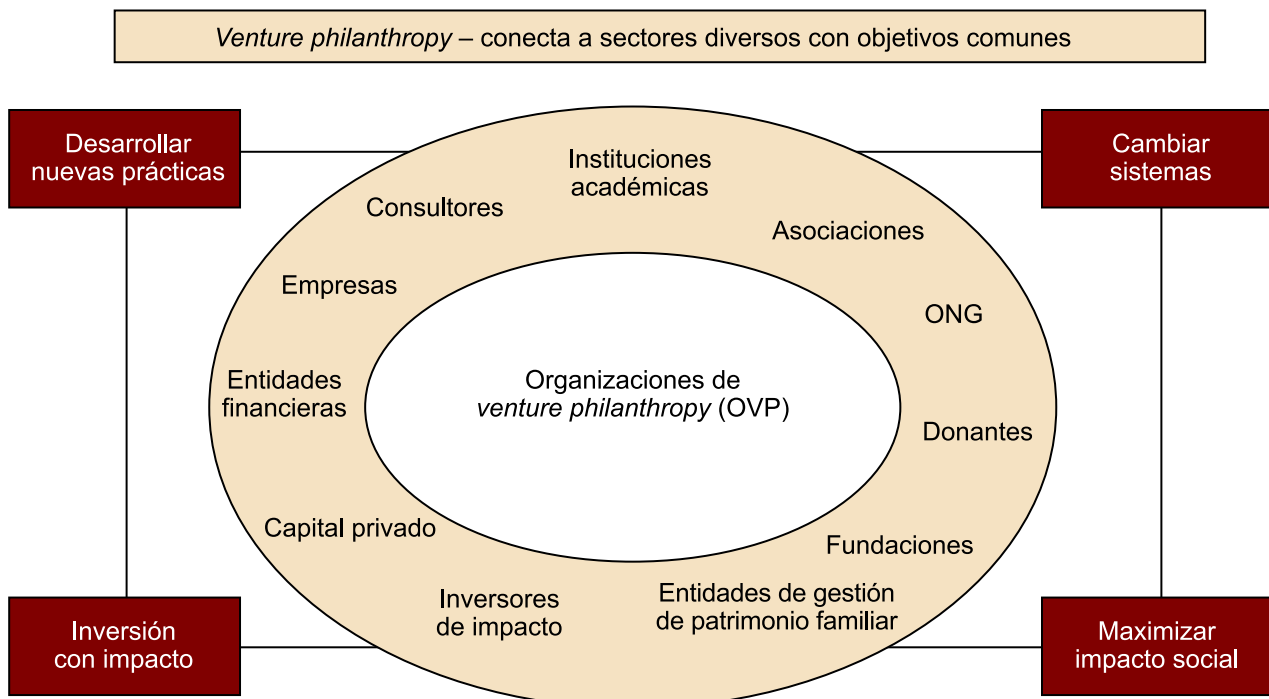 Venture philanthropy – conecta a sectores diversos con objetivos comunes
Desarrollar
nuevas prácticas
Cambiar
sistemas
Instituciones
académicas
Consultores
Asociaciones
Empresas
ONG
Entidades
financieras
Organizaciones de
venture philanthropy (OVP)
Donantes
Capital privado
Fundaciones
Inversores
de impacto
Entidades de gestión
de patrimonio familiar
Inversión
con impacto
Maximizar
impacto social